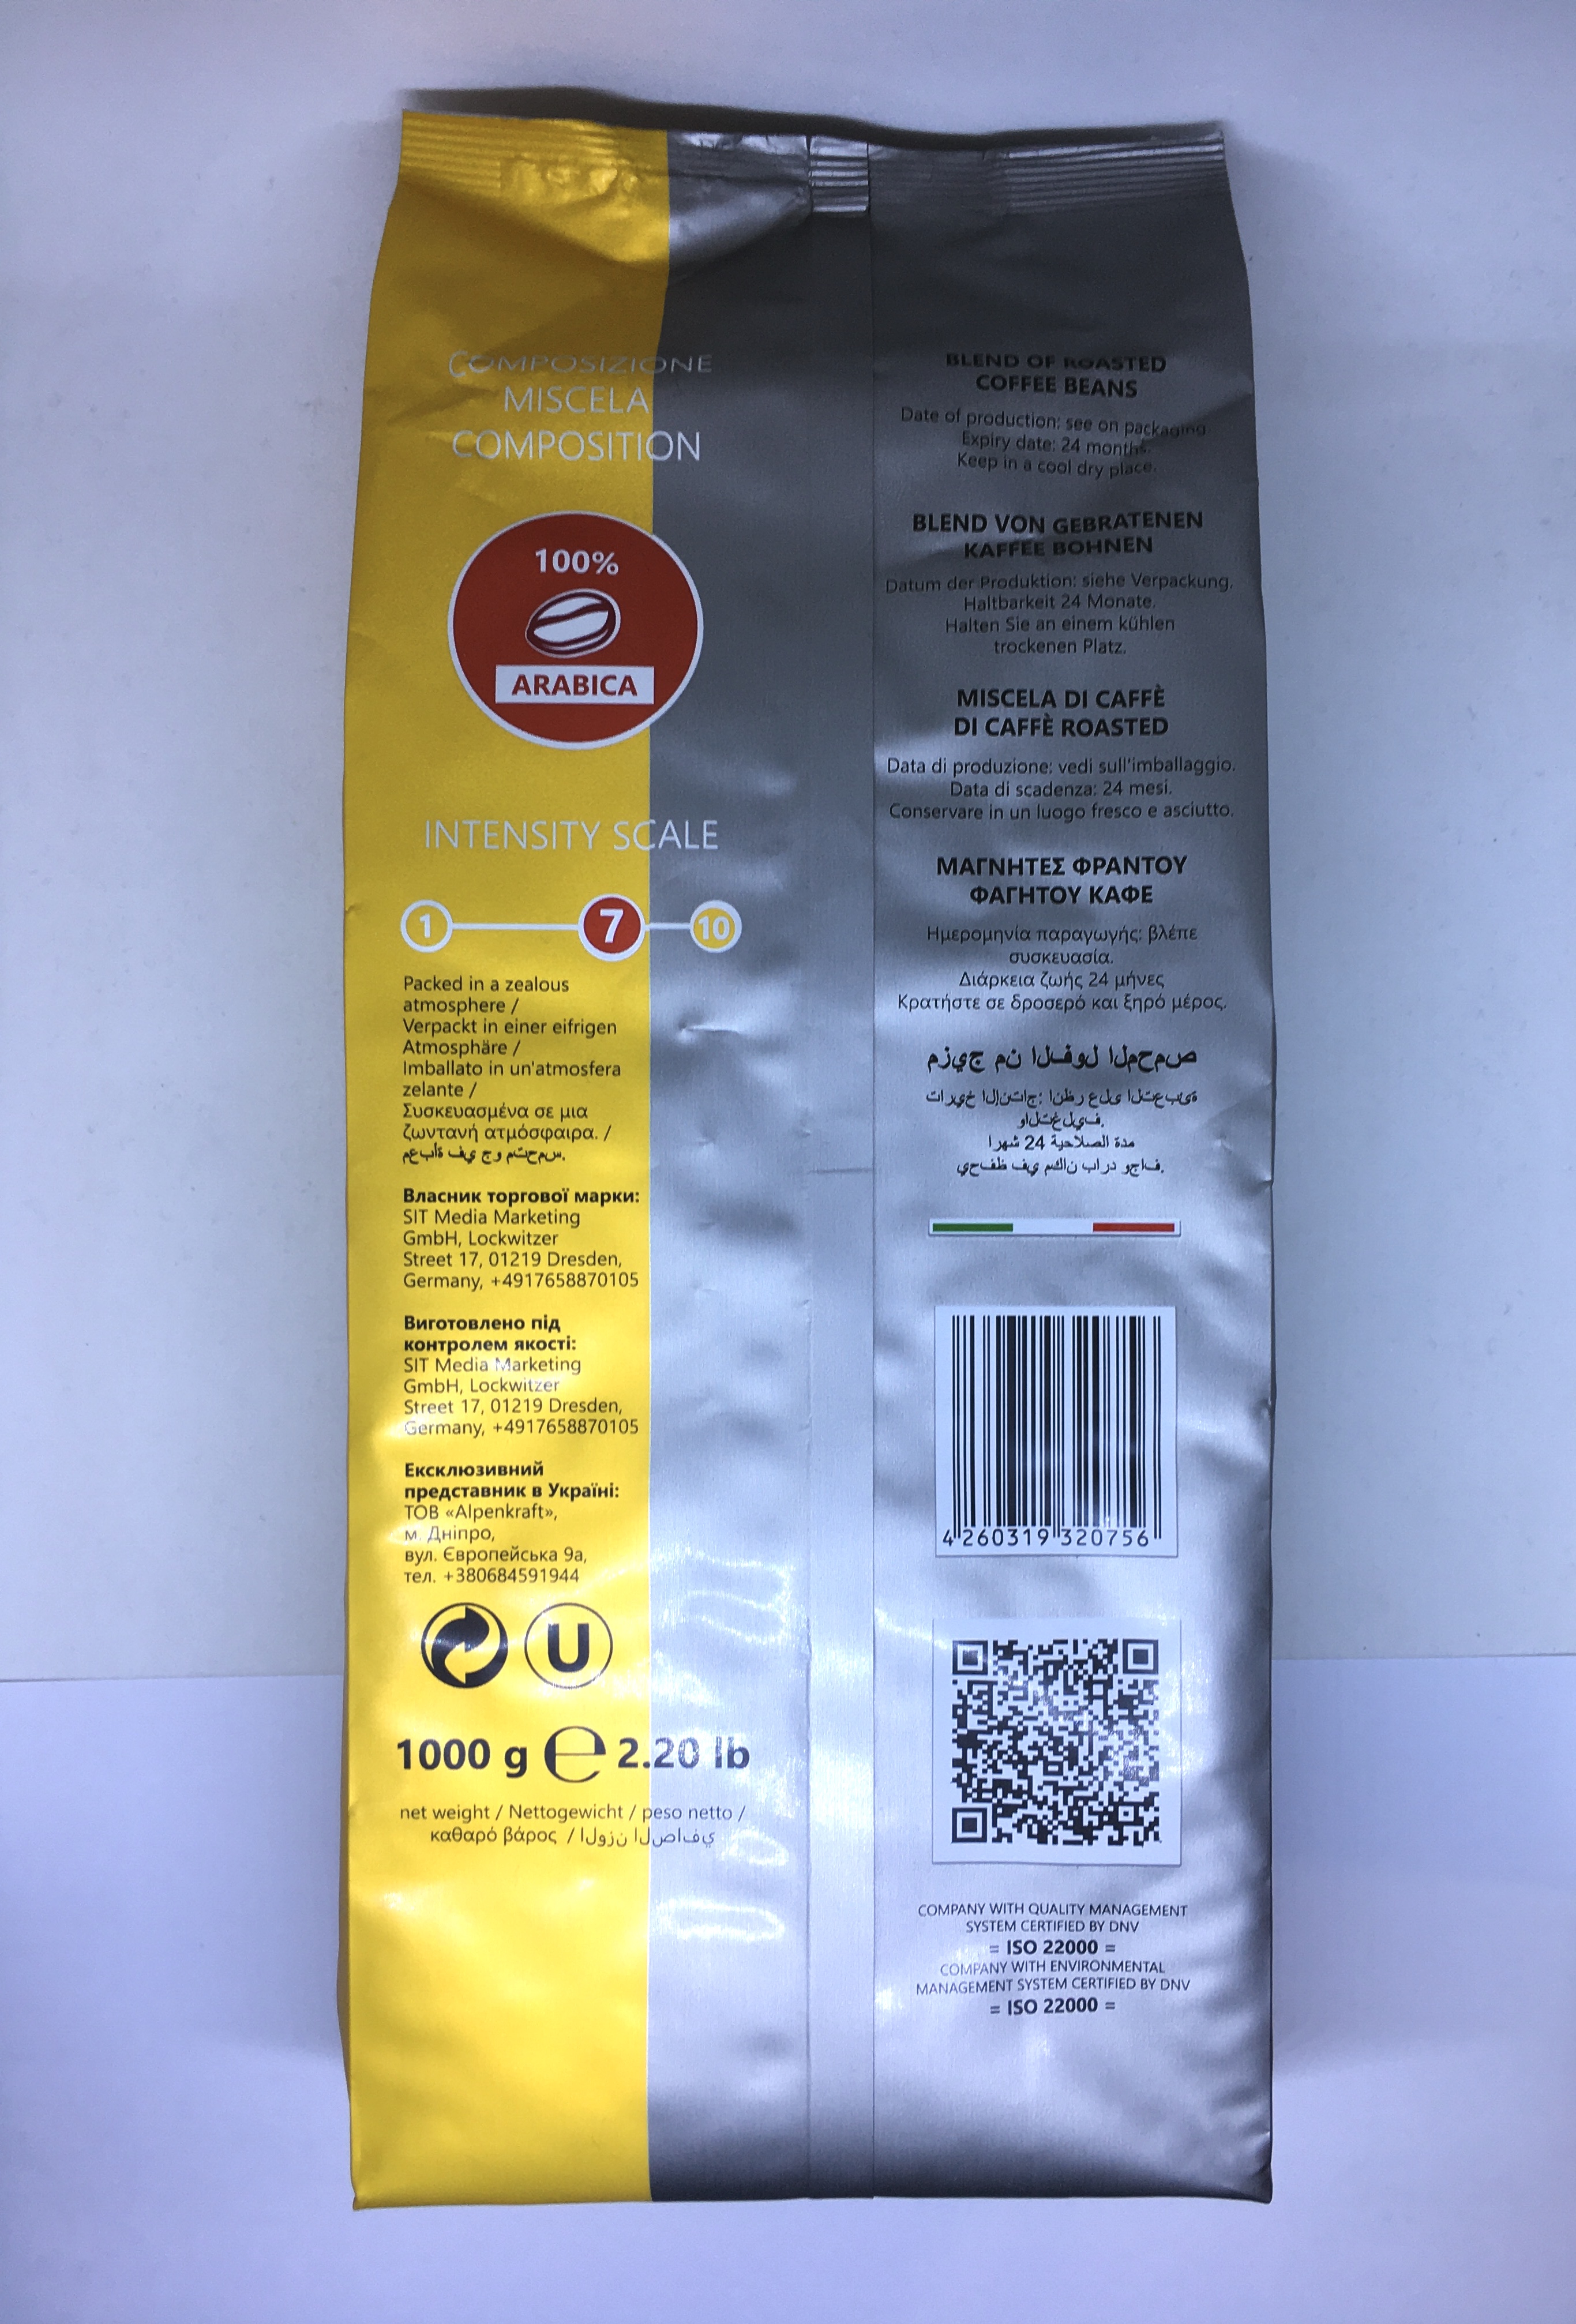 COMPOSIZIONE
MISCELA
COMPOSITION
100%
ARABICA
INTENSITY SCALE
1 7 10
Packed in a zealous
atmosphere /
Verpackt in einer eifrigen
Atmosphäre /
Imballato in un'atmosfera
zelante /
Συσκευασμένα σε μια
ζωντανή ατμόσφαιρα. /
Власник торгової марки:
SIT Media Marketing
GmbH, Lockwitzer
Street 17, 01219 Dresden,
Germany, +4917658870105
Виготовлено під
контролем якості:
SIT Media Marketing
GmbH, Lockwitzer
Street 17, 01219 Dresden,
Germany, +4917658870105
Ексклюзивний
представник в Україні:
ТОВ «Alpenkraft»,
м. Дніпро,
вул. Європейська 9а,
тел. +380684591944
U
1000 g e 2.20 lb
net weight / Nettogewicht / peso netto /
καθαρό βάρος / ا ل و ز ن ا ل ص ا ف ي
BLEND OF ROASTED
COFFEE BEANS
Date of production: see on packaging
Expiry date: 24 months.
Keep in a cool dry place.
BLEND VON GEBRATENEN
KAFFEE BOHNEN
Datum der Produktion: siehe Verpackung.
Haltbarkeit 24 Monate.
Halten Sie an einem kühlen
trockenen Platz.
MISCELA DI CAFFÈ
DI CAFFÈ ROASTED
Data di produzione: vedi sull'imballaggio.
Data di scadenza: 24 mesi.
Conservare in un luogo fresco e asciutto.
ΜΑΓΝΗΤΕΣ ΦΡΑΝΤΟΥ
ΦΑΓΗΤΟΥ ΚΑΦΕ
Ημερομηνία παραγωγής: βλέπε
συσκευασία.
Διάρκεια ζωής 24 μήνες
Κρατήστε σε δροσερό και ξηρό μέρος.
مدة الصلاحية 24 شهرا
4 260319 320756
COMPANY WITH QUALITY MANAGEMENT
SYSTEM CERTIFIED BY DNV
= ISO 22000 =
COMPANY WITH ENVIRONMENTAL
MANAGEMENT SYSTEM CERTIFIED BY DNV
= ISO 22000 =